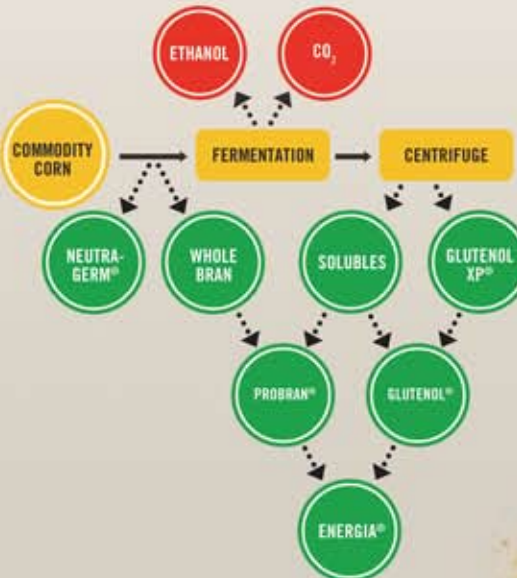 ETHANOL
CO₂
COMMODITY
CORN
FERMENTATION
CENTRIFUGE
NEUTRA-
GERM®
WHOLE
BRAN
SOLUBLES
GLUTENOL
XP®
PROBRAN®
GLUTENOL®
ENERGIA®